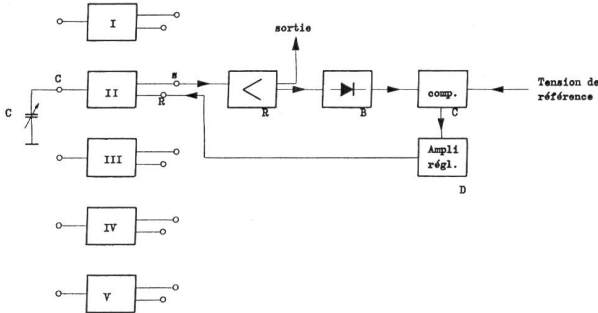 I
sortie
C
II
s
R
C
R
B
comp.
C
Tension de
référence
III
Ampli
régl.
D
IV
V